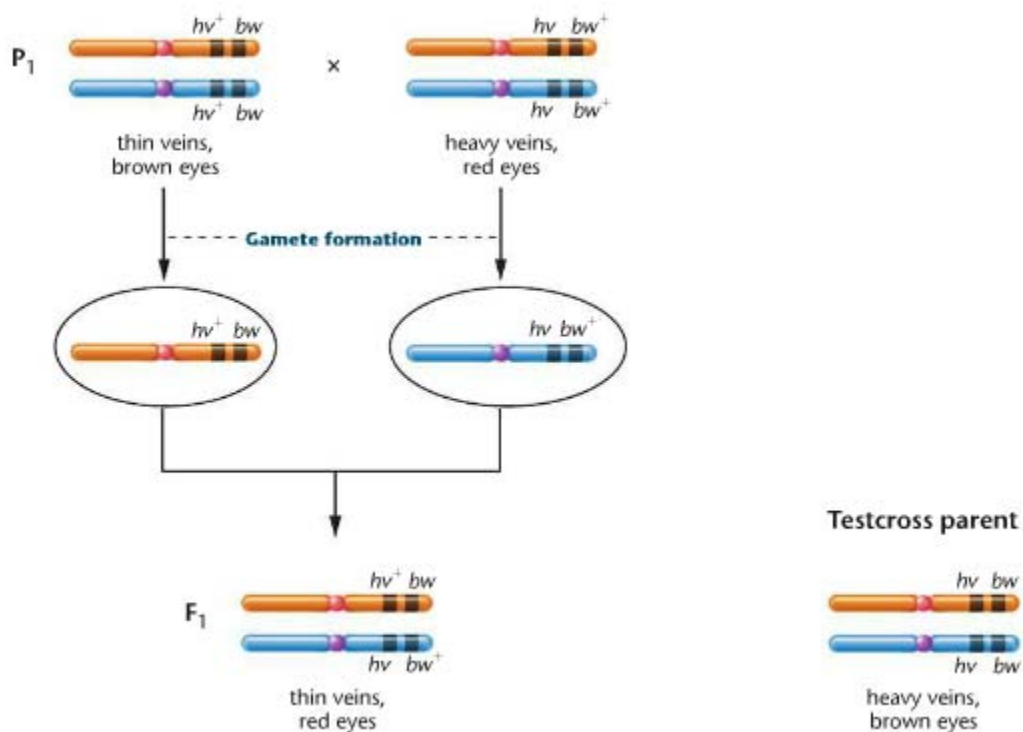 hv⁺ bw
hv bw⁺
P₁
×
hv⁺ bw
hv bw⁺
thin veins,
brown eyes
heavy veins,
red eyes
Gamete formation
hv⁺ bw
hv bw⁺
Testcross parent
hv⁺ bw
hv bw
F₁
hv bw⁺
hv bw
thin veins,
red eyes
heavy veins,
brown eyes